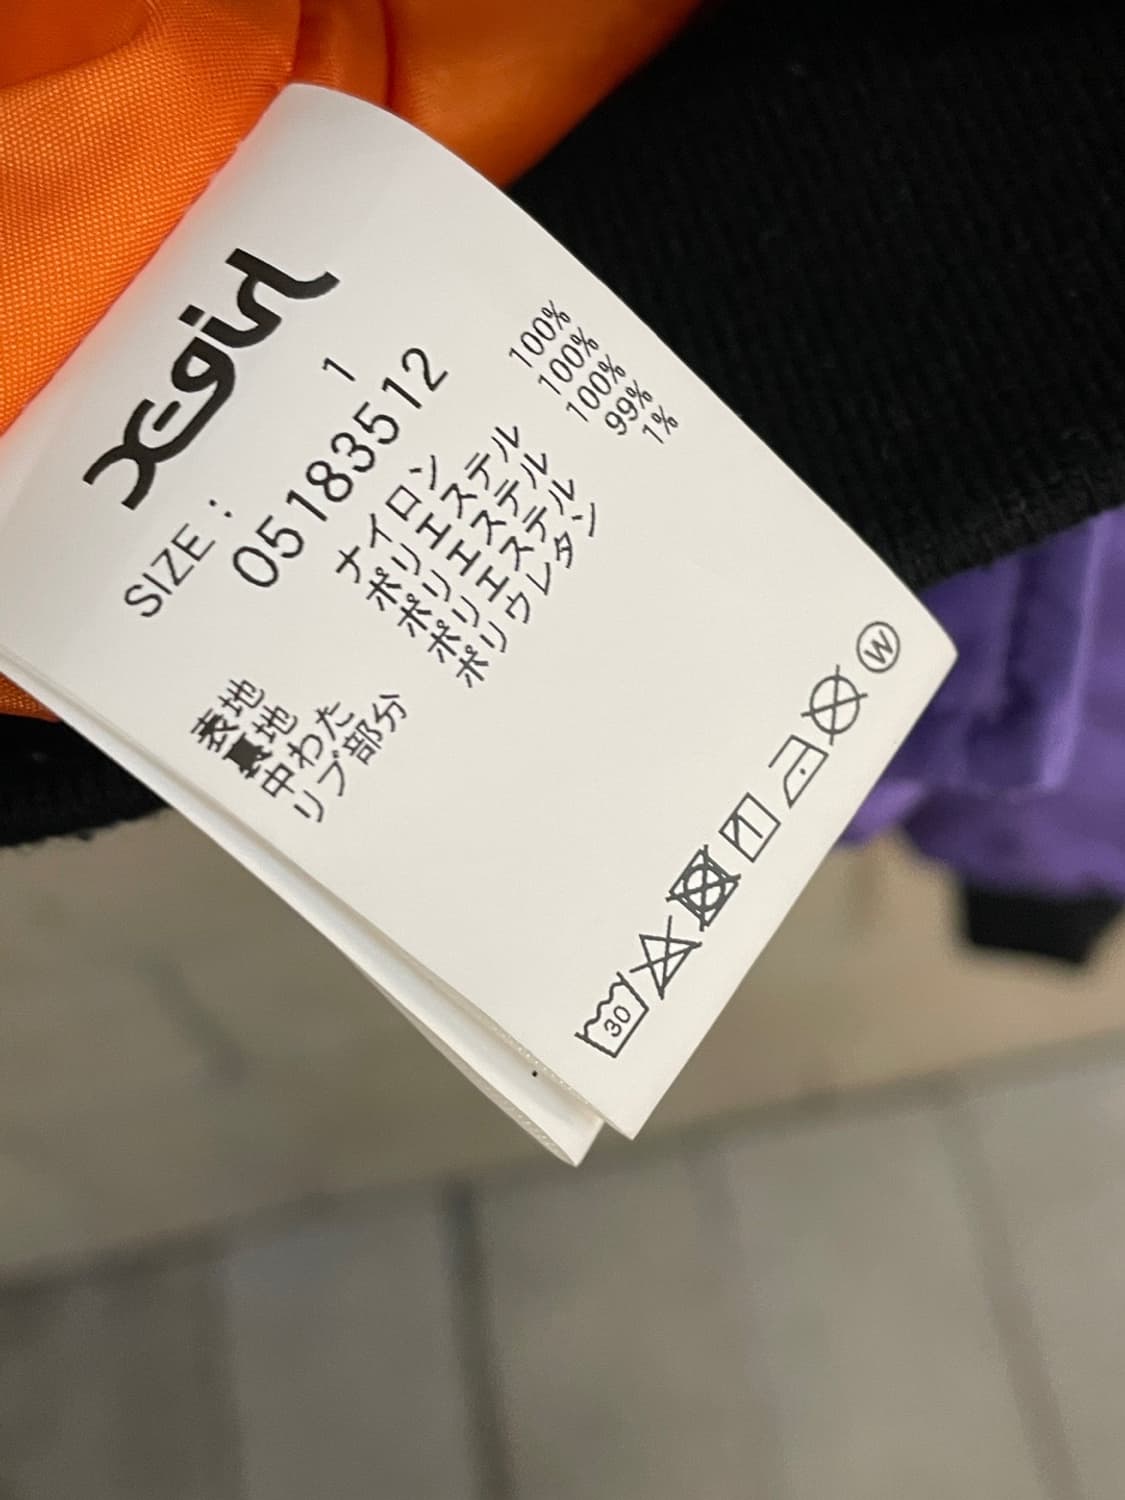 X-girl
SIZE : 1
05183512
表地 ナイロン 100%
裏地 ポリエステル 100%
中わた ポリエステル 100%
リブ部分 ポリエステル 99%
ポリウレタン 1%
30
W